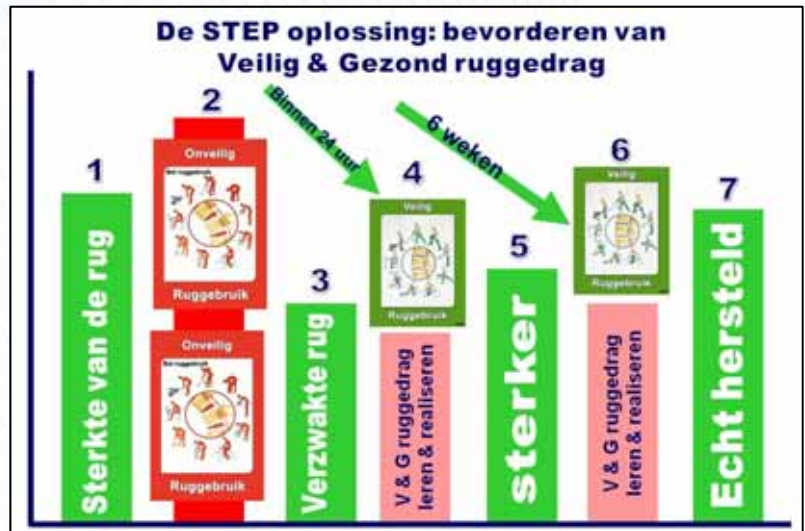 De STEP oplossing: bevorderen van
Veilig & Gezond ruggedrag
1
Sterkte van de rug
2
Onveilig
Ruggebruik
Onveilig
Ruggebruik
3
Verzwakte rug
Binnen 24 uur
4
Veilig
Ruggebruik
V & G ruggedrag
leren & realiseren
5
sterker
6 weken
6
Veilig
Ruggebruik
V & G ruggedrag
leren & realiseren
7
Echt hersteld